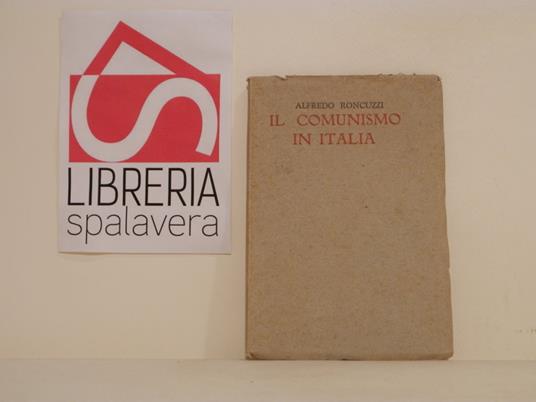 LIBRERIA
spalavera
ALFREDO RONCUZZI
IL COMUNISMO
IN ITALIA